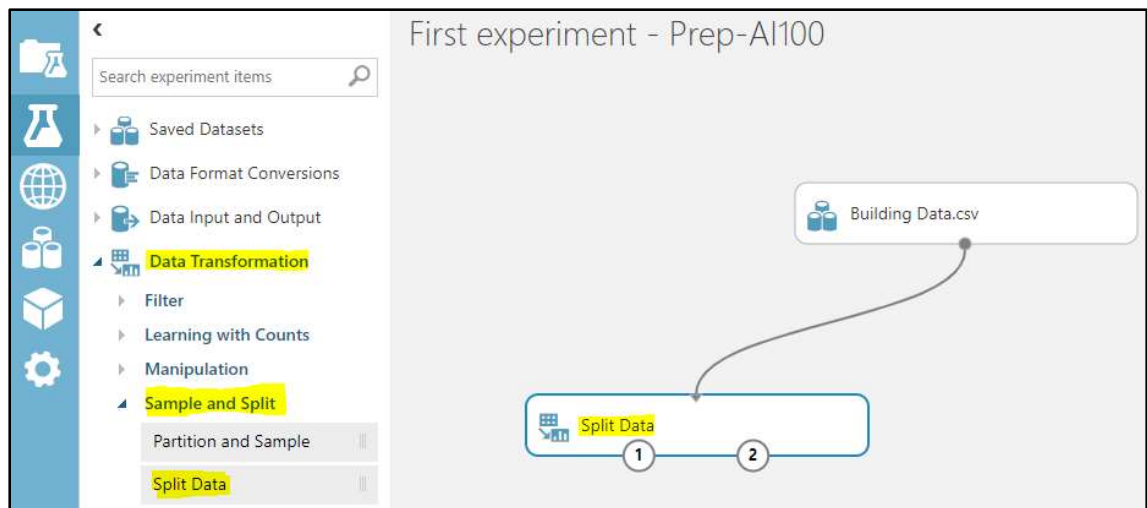 First experiment - Prep-AI100
Search experiment items
Saved Datasets
Data Format Conversions
Data Input and Output
Data Transformation
Filter
Learning with Counts
Manipulation
Sample and Split
Partition and Sample
Split Data
Building Data.csv
Split Data
1
2